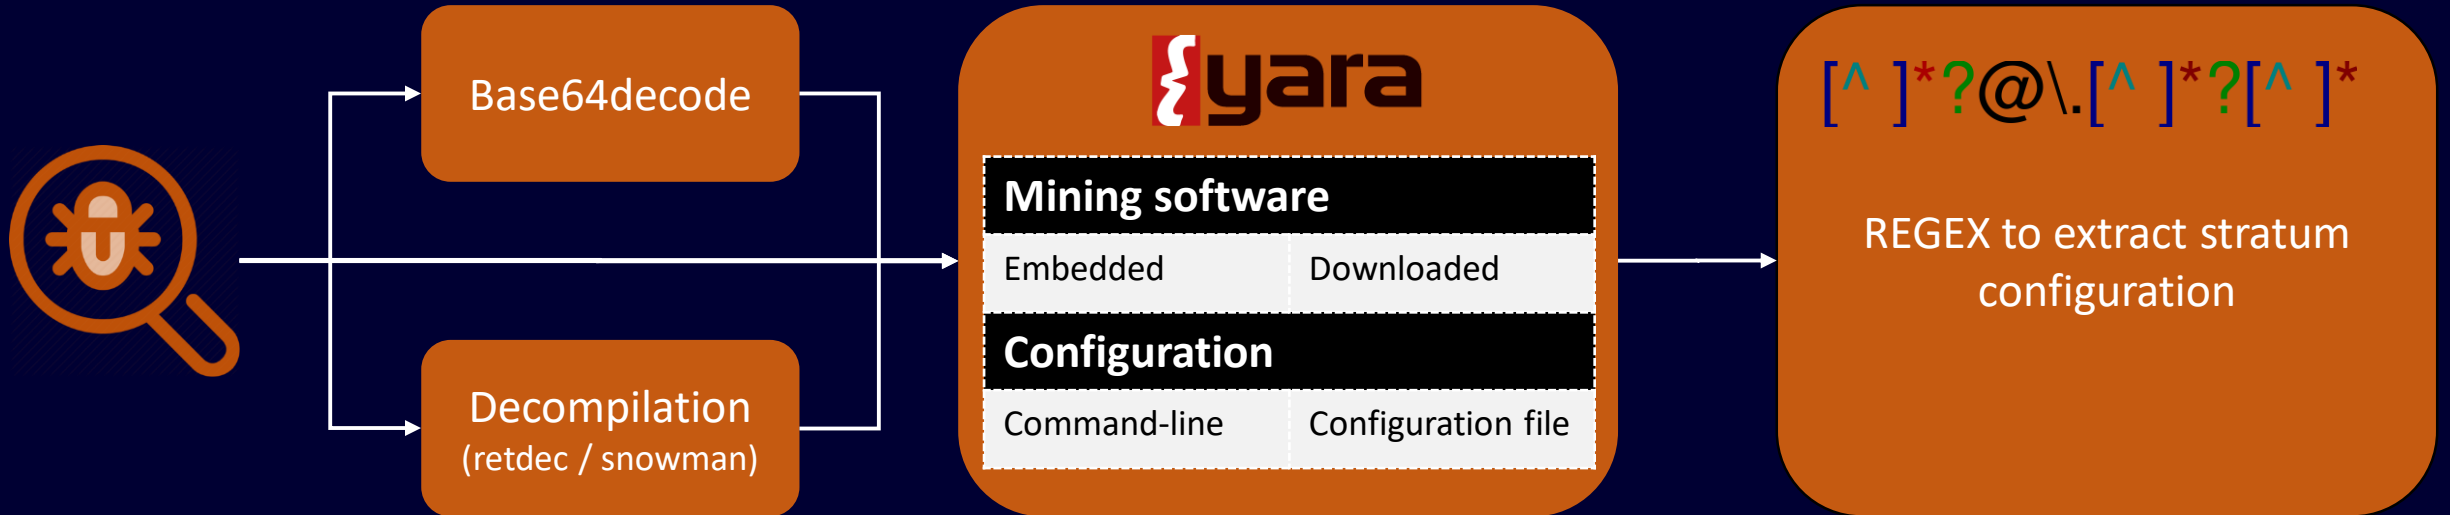 Base64decode
Decompilation
(retdec / snowman)
yara
Mining software
Embedded Downloaded
Configuration
Command-line Configuration file
[^ ]*?@\.[^ ]*?[^ ]*
REGEX to extract stratum
configuration